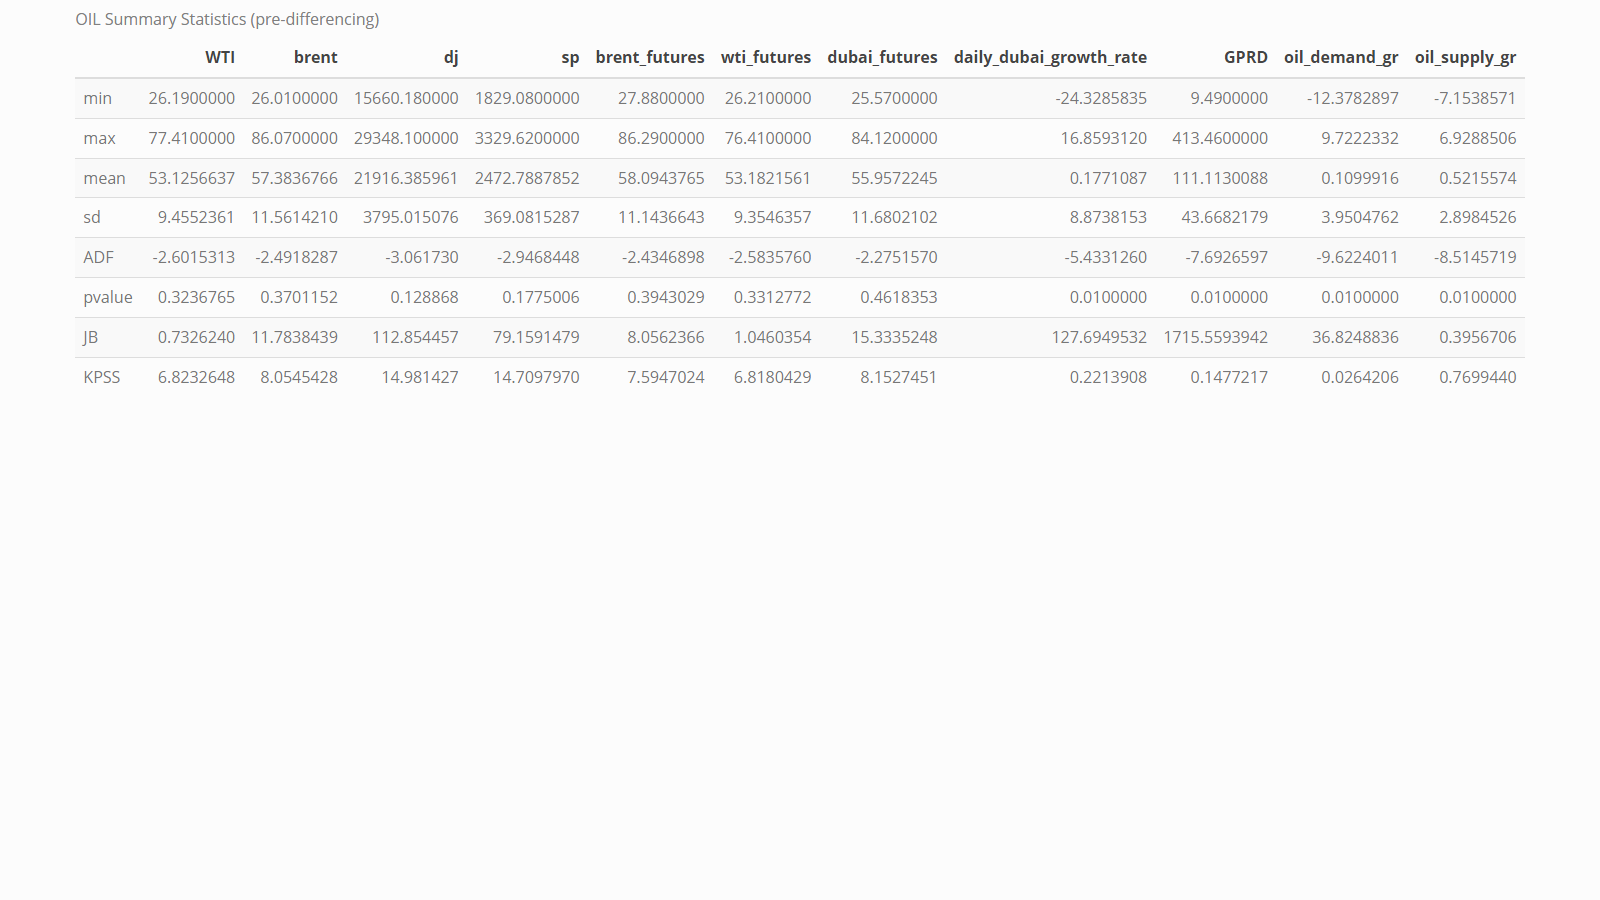 OIL Summary Statistics (pre-differencing)
WTI brent dj sp brent_futures wti_futures dubai_futures daily_dubai_growth_rate GPRD oil_demand_gr oil_supply_gr
min 26.1900000 26.0100000 15660.180000 1829.0800000 27.8800000 26.2100000 25.5700000 -24.3285835 9.4900000 -12.3782897 -7.1538571
max 77.4100000 86.0700000 29348.100000 3329.6200000 86.2900000 76.4100000 84.1200000 16.8593120 413.4600000 9.7222332 6.9288506
mean 53.1256637 57.3836766 21916.385961 2472.7887852 58.0943765 53.1821561 55.9572245 0.1771087 111.1130088 0.1099916 0.5215574
sd 9.4552361 11.5614210 3795.015076 369.0815287 11.1436643 9.3546357 11.6802102 8.8738153 43.6682179 3.9504762 2.8984526
ADF -2.6015313 -2.4918287 -3.061730 -2.9468448 -2.4346898 -2.5835760 -2.2751570 -5.4331260 -7.6926597 -9.6224011 -8.5145719
pvalue 0.3236765 0.3701152 0.128868 0.1775006 0.3943029 0.3312772 0.4618353 0.0100000 0.0100000 0.0100000 0.0100000
JB 0.7326240 11.7838439 112.854457 79.1591479 8.0562366 1.0460354 15.3335248 127.6949532 1715.5593942 36.8248836 0.3956706
KPSS 6.8232648 8.0545428 14.981427 14.7097970 7.5947024 6.8180429 8.1527451 0.2213908 0.1477217 0.0264206 0.7699440